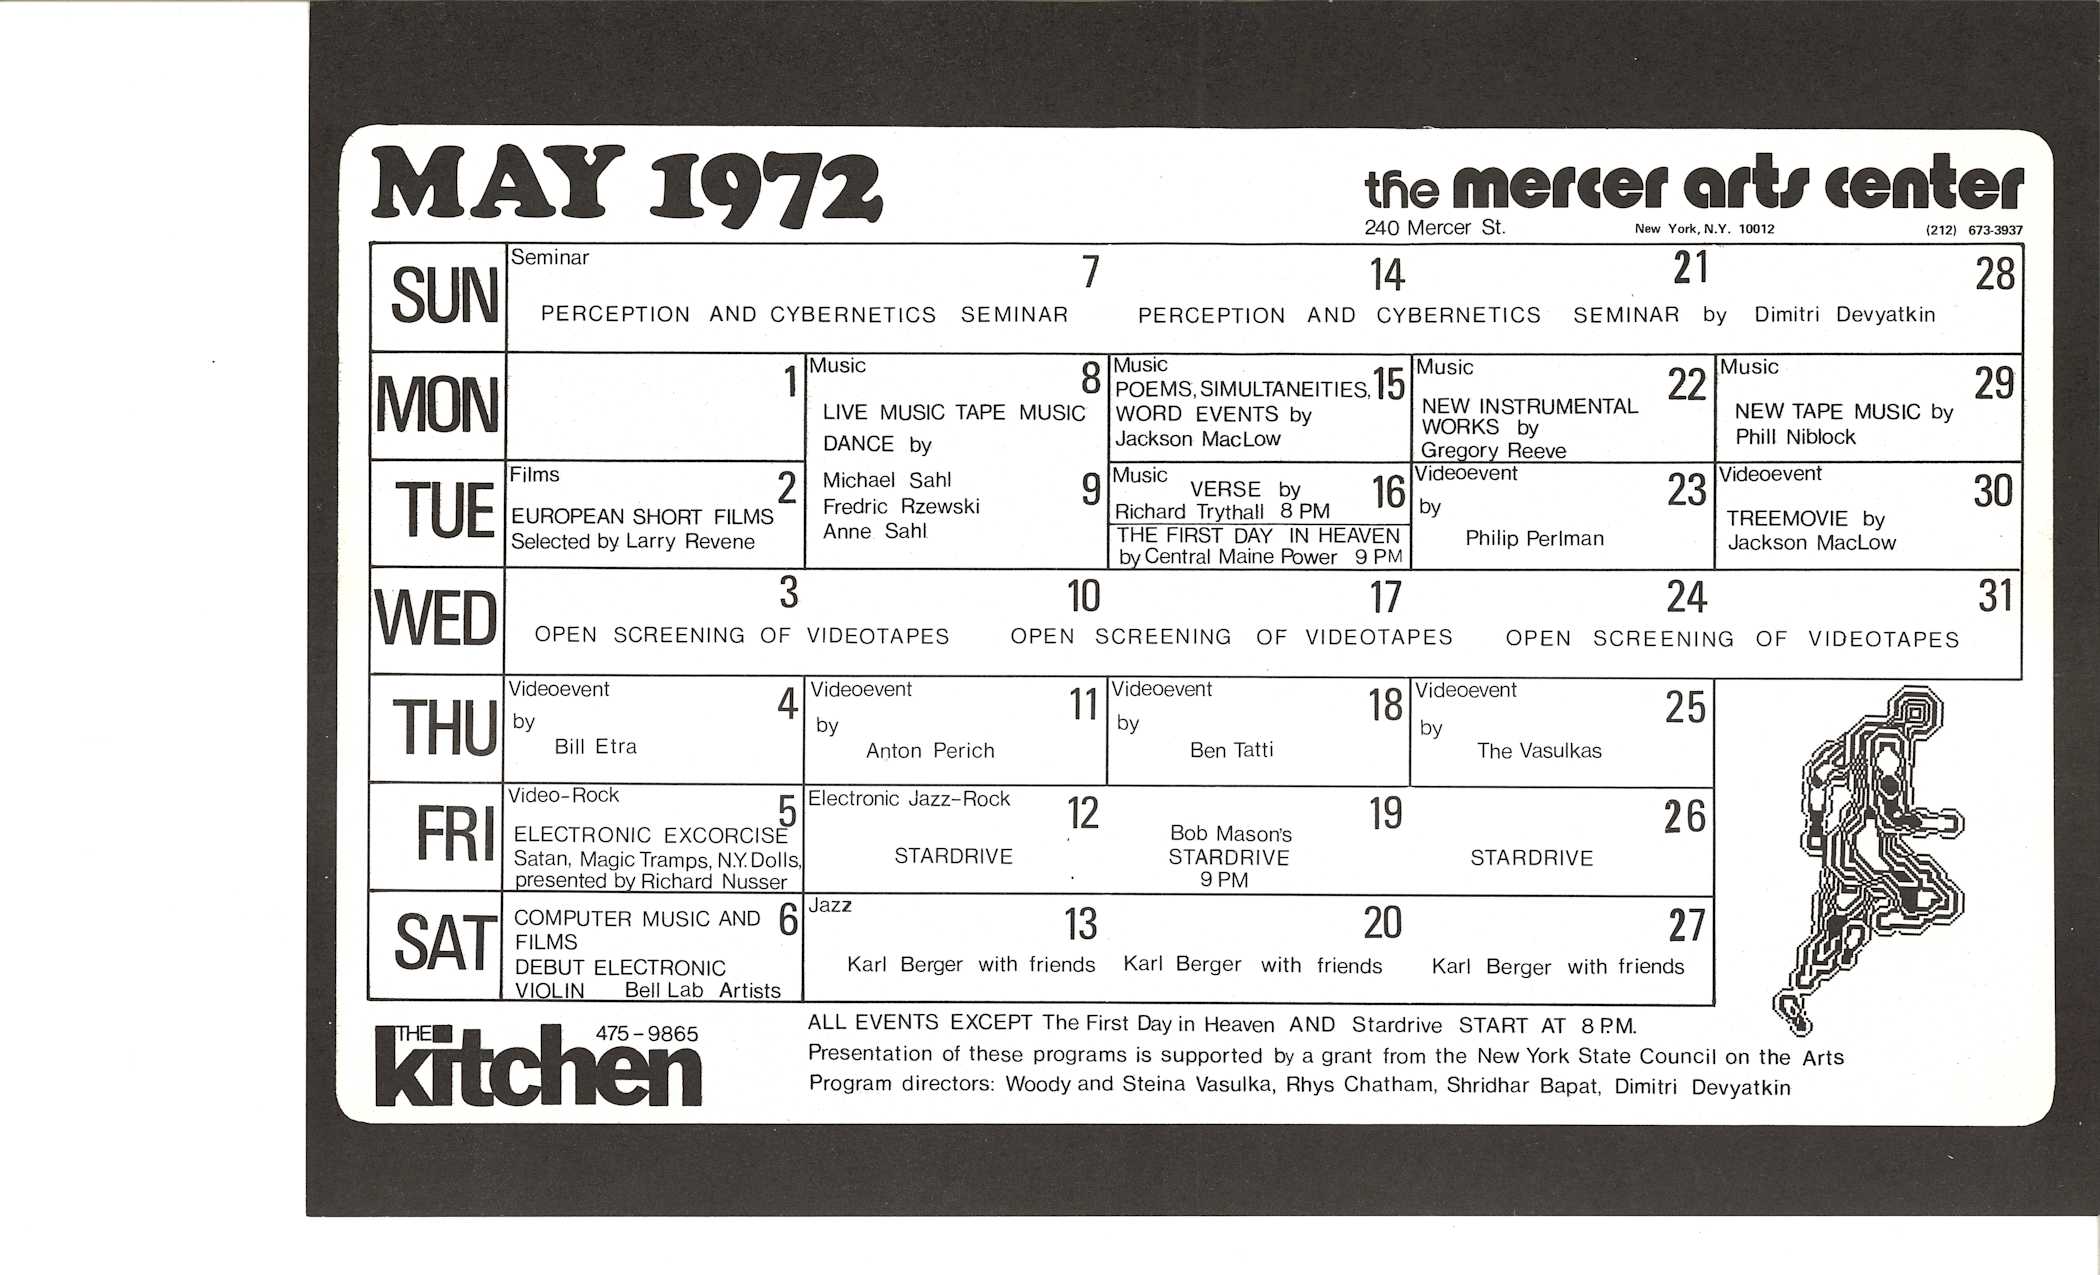 MAY 1972
the mercer arts center
240 Mercer St. New York, N.Y. 10012 (212) 673-3937
SUN
Seminar
7 14 21 28
PERCEPTION AND CYBERNETICS SEMINAR PERCEPTION AND CYBERNETICS SEMINAR by Dimitri Devyatkin
MON
1
Music
8
LIVE MUSIC TAPE MUSIC
DANCE by
Michael Sahl
Fredric Rzewski
Anne Sahl
9
Music
15
POEMS, SIMULTANEITIES,
WORD EVENTS by
Jackson MacLow
Music
22
NEW INSTRUMENTAL
WORKS by
Gregory Reeve
Music
29
NEW TAPE MUSIC by
Phill Niblock
TUE
Films
2
EUROPEAN SHORT FILMS
Selected by Larry Revene
Music
16
VERSE by
Richard Trythall 8 PM
THE FIRST DAY IN HEAVEN
by Central Maine Power 9 PM
Videoevent
23
by
Philip Perlman
Videoevent
30
TREEMOVIE by
Jackson MacLow
WED
3 10 17 24 31
OPEN SCREENING OF VIDEOTAPES OPEN SCREENING OF VIDEOTAPES OPEN SCREENING OF VIDEOTAPES
THU
Videoevent
4
by
Bill Etra
Videoevent
11
by
Anton Perich
Videoevent
18
by
Ben Tatti
Videoevent
25
by
The Vasulkas
FRI
Video-Rock
5
ELECTRONIC EXCORCISE
Satan, Magic Tramps, N.Y. Dolls,
presented by Richard Nusser
Electronic Jazz-Rock
12
STARDRIVE
19
Bob Mason's
STARDRIVE
9 PM
26
STARDRIVE
SAT
6
COMPUTER MUSIC AND
FILMS
DEBUT ELECTRONIC
VIOLIN Bell Lab Artists
Jazz
13 20 27
Karl Berger with friends Karl Berger with friends Karl Berger with friends
THE kitchen
475-9865
ALL EVENTS EXCEPT The First Day in Heaven AND Stardrive START AT 8 P.M.
Presentation of these programs is supported by a grant from the New York State Council on the Arts
Program directors: Woody and Steina Vasulka, Rhys Chatham, Shridhar Bapat, Dimitri Devyatkin